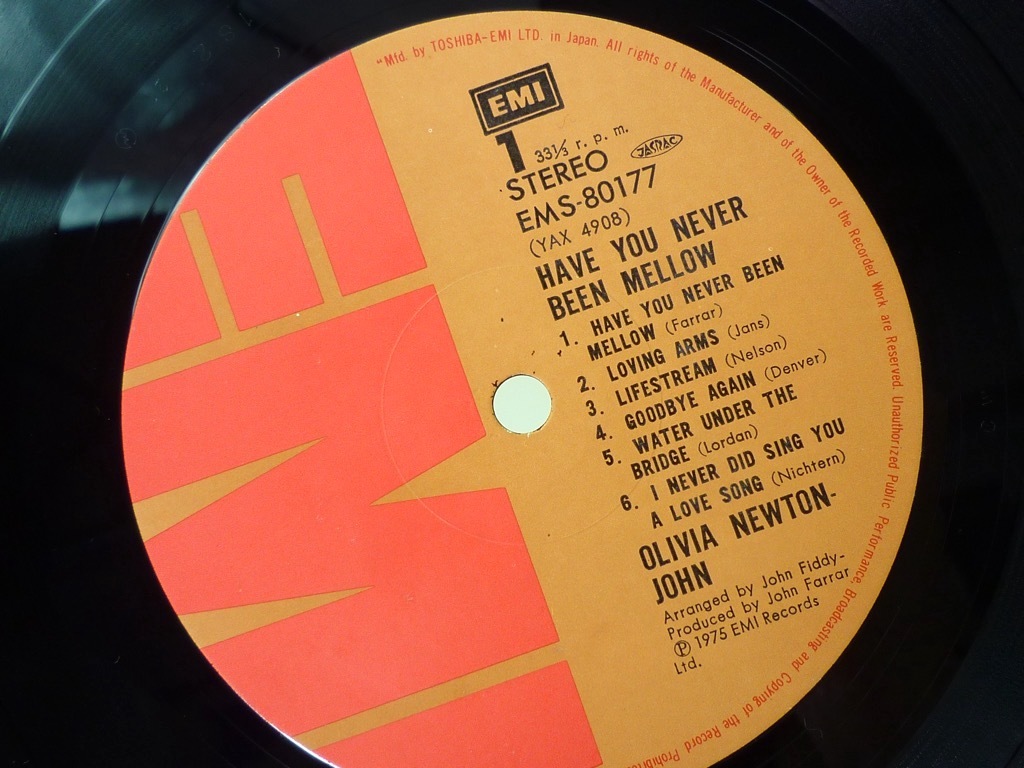 "Mfd. by TOSHIBA-EMI LTD. in Japan. All rights of the Manufacturer and of the Owner of the Recorded Work are Reserved. Unauthorized Public Performance, Broadcasting and Copying of the Record Prohibi
EMI
1 33⅓ r. p. m. JASRAC
STEREO
EMS-80177
(YAX 4908)
HAVE YOU NEVER
BEEN MELLOW
1. HAVE YOU NEVER BEEN
MELLOW (Farrar)
2. LOVING ARMS (Jans)
3. LIFESTREAM (Nelson)
4. GOODBYE AGAIN (Denver)
5. WATER UNDER THE
BRIDGE (Lordan)
6. I NEVER DID SING YOU
A LOVE SONG (Nichtern)
OLIVIA NEWTON-
JOHN
Arranged by John Fiddy-
Produced by John Farrar
Ⓟ 1975 EMI Records
Ltd.
EMI